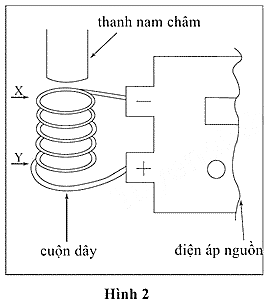 thanh nam châm
X
−
Y
+
cuộn dây
điện áp nguồn
Hình 2